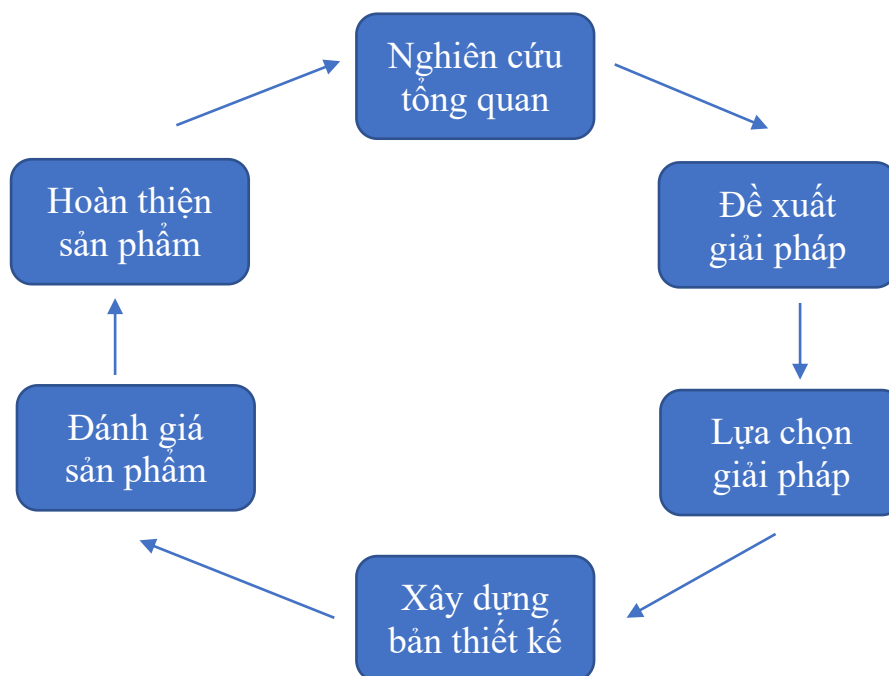 Nghiên cứu
tổng quan
Đề xuất
giải pháp
Lựa chọn
giải pháp
Xây dựng
bản thiết kế
Đánh giá
sản phẩm
Hoàn thiện
sản phẩm